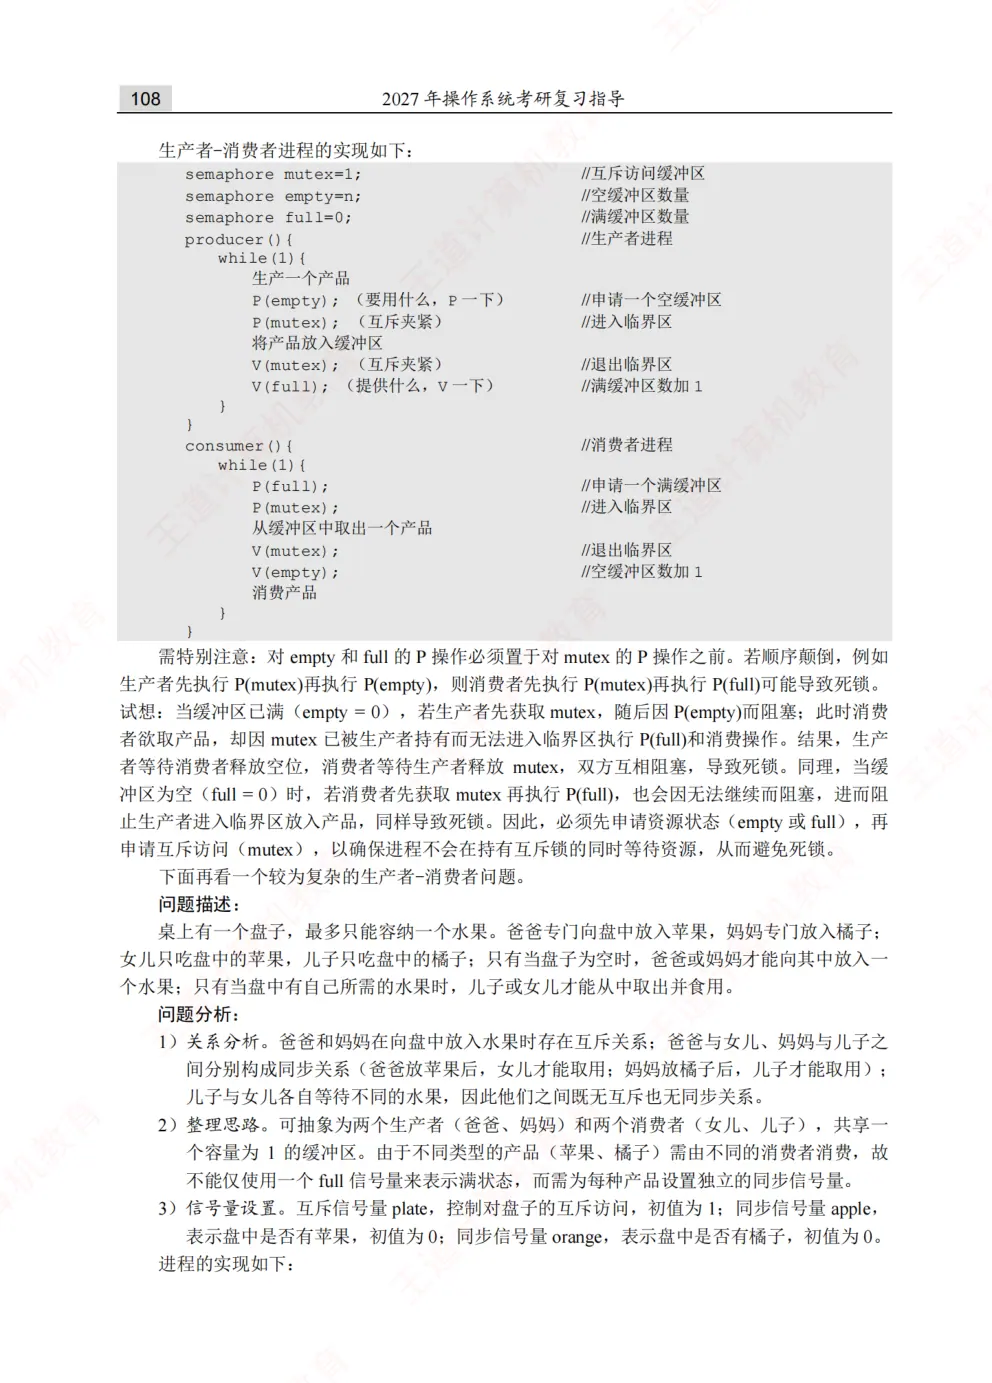 108
2027 年操作系统考研复习指导
生产者-消费者进程的实现如下：
semaphore mutex=1; //互斥访问缓冲区
semaphore empty=n; //空缓冲区数量
semaphore full=0; //满缓冲区数量
producer(){ //生产者进程
while(1){
生产一个产品
P(empty); （要用什么，P 一下） //申请一个空缓冲区
P(mutex); （互斥夹紧） //进入临界区
将产品放入缓冲区
V(mutex); （互斥夹紧） //退出临界区
V(full); （提供什么，V 一下） //满缓冲区数加 1
}
}
consumer(){ //消费者进程
while(1){
P(full); //申请一个满缓冲区
P(mutex); //进入临界区
从缓冲区中取出一个产品
V(mutex); //退出临界区
V(empty); //空缓冲区数加 1
消费产品
}
}
需特别注意：对 empty 和 full 的 P 操作必须置于对 mutex 的 P 操作之前。若顺序颠倒，例如
生产者先执行 P(mutex)再执行 P(empty)，则消费者先执行 P(mutex)再执行 P(full)可能导致死锁。
试想：当缓冲区已满（empty = 0），若生产者先获取 mutex，随后因 P(empty)而阻塞；此时消费
者欲取产品，却因 mutex 已被生产者持有而无法进入临界区执行 P(full)和消费操作。结果，生产
者等待消费者释放空位，消费者等待生产者释放 mutex，双方互相阻塞，导致死锁。同理，当缓
冲区为空（full = 0）时，若消费者先获取 mutex 再执行 P(full)，也会因无法继续而阻塞，进而阻
止生产者进入临界区放入产品，同样导致死锁。因此，必须先申请资源状态（empty 或 full），再
申请互斥访问（mutex），以确保进程不会在持有互斥锁的同时等待资源，从而避免死锁。
下面再看一个较为复杂的生产者-消费者问题。
问题描述：
桌上有一个盘子，最多只能容纳一个水果。爸爸专门向盘中放入苹果，妈妈专门放入橘子；
女儿只吃盘中的苹果，儿子只吃盘中的橘子；只有当盘子为空时，爸爸或妈妈才能向其中放入一
个水果；只有当盘中有自己所需的水果时，儿子或女儿才能从中取出并食用。
问题分析：
1）关系分析。爸爸和妈妈在向盘中放入水果时存在互斥关系；爸爸与女儿、妈妈与儿子之
间分别构成同步关系（爸爸放苹果后，女儿才能取用；妈妈放橘子后，儿子才能取用）；
儿子与女儿各自等待不同的水果，因此他们之间既无互斥也无同步关系。
2）整理思路。可抽象为两个生产者（爸爸、妈妈）和两个消费者（女儿、儿子），共享一
个容量为 1 的缓冲区。由于不同类型的产品（苹果、橘子）需由不同的消费者消费，故
不能仅使用一个 full 信号量来表示满状态，而需为每种产品设置独立的同步信号量。
3）信号量设置。互斥信号量 plate，控制对盘子的互斥访问，初值为 1；同步信号量 apple，
表示盘中是否有苹果，初值为 0；同步信号量 orange，表示盘中是否有橘子，初值为 0。
进程的实现如下：
王道计算机教育